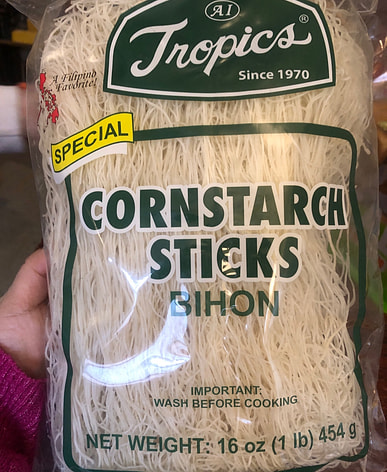 AI
Tropics®
Since 1970
A Filipino
Favorite!
SPECIAL
CORNSTARCH
STICKS
BIHON
IMPORTANT:
WASH BEFORE COOKING
NET WEIGHT: 16 oz (1 lb) 454 g